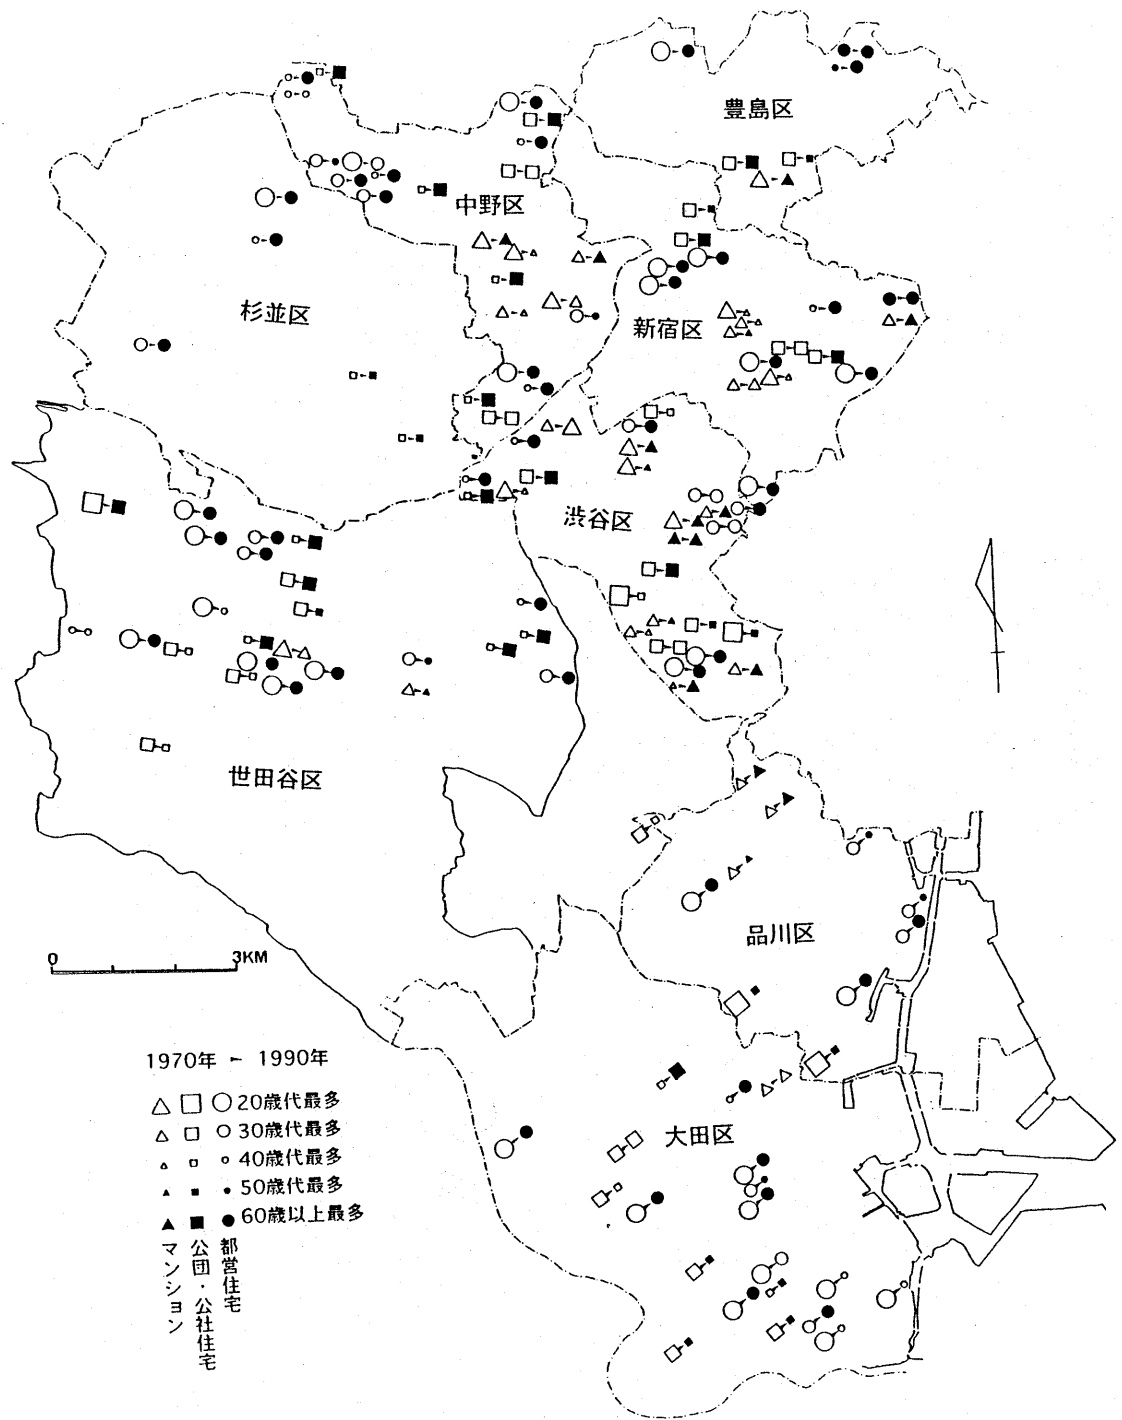 豊島区
中野区
杉並区
新宿区
渋谷区
世田谷区
品川区
大田区
0 3KM
1970年 － 1990年
20歳代最多
30歳代最多
40歳代最多
50歳代最多
60歳以上最多
マンション
公団・公社住宅
都営住宅